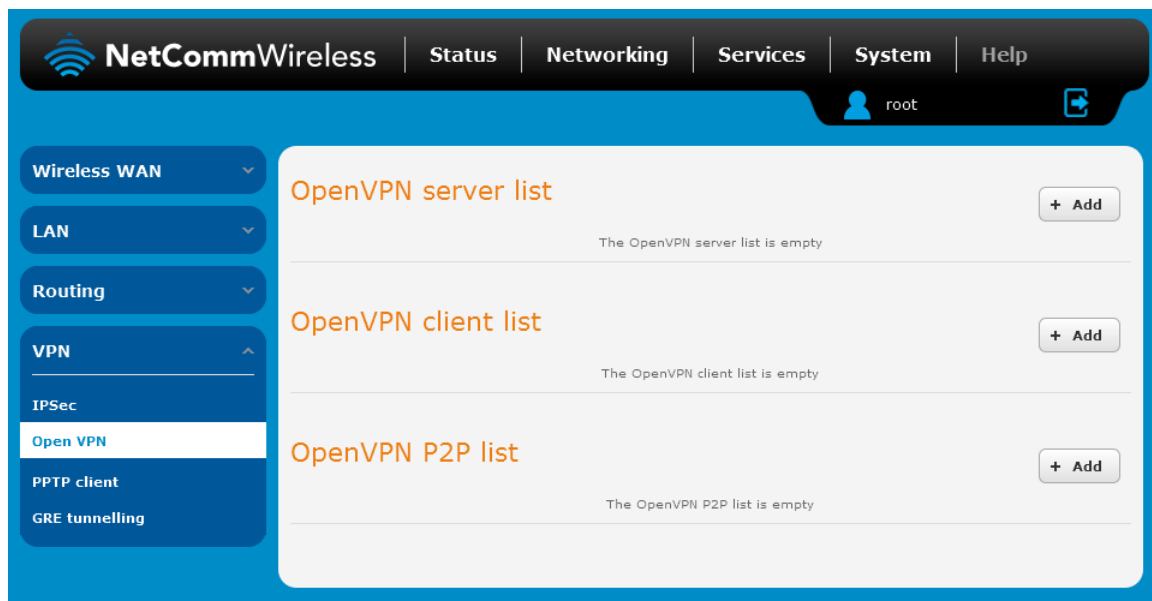 NetCommWireless Status Networking Services System Help
root
Wireless WAN
LAN
Routing
VPN
IPSec
Open VPN
PPTP client
GRE tunnelling
OpenVPN server list
+ Add
The OpenVPN server list is empty
OpenVPN client list
+ Add
The OpenVPN client list is empty
OpenVPN P2P list
+ Add
The OpenVPN P2P list is empty